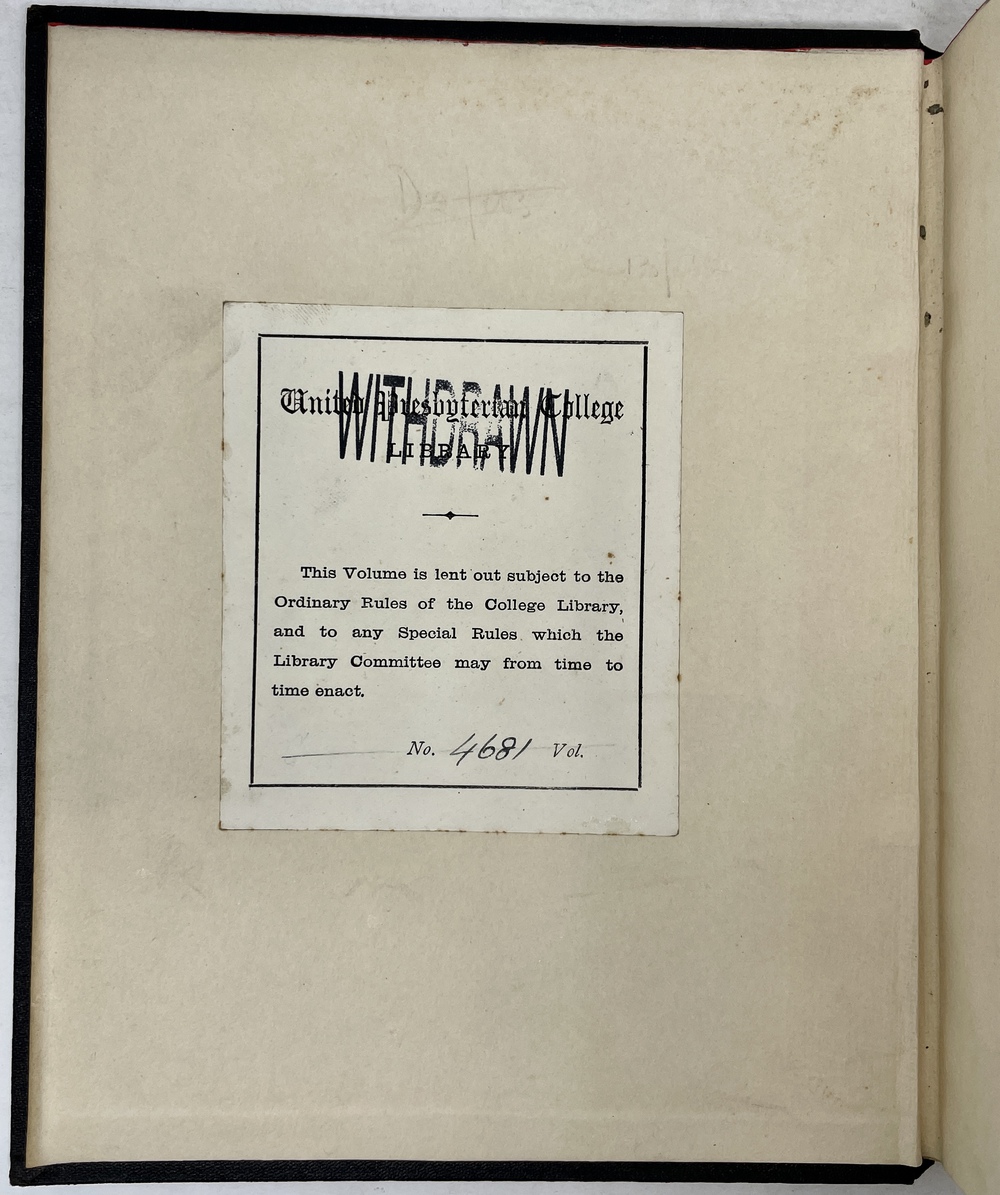 United Presbyterian College
WITHDRAWN
LIBRARY
This Volume is lent out subject to the
Ordinary Rules of the College Library,
and to any Special Rules which the
Library Committee may from time to
time enact.
No. 4681 Vol.